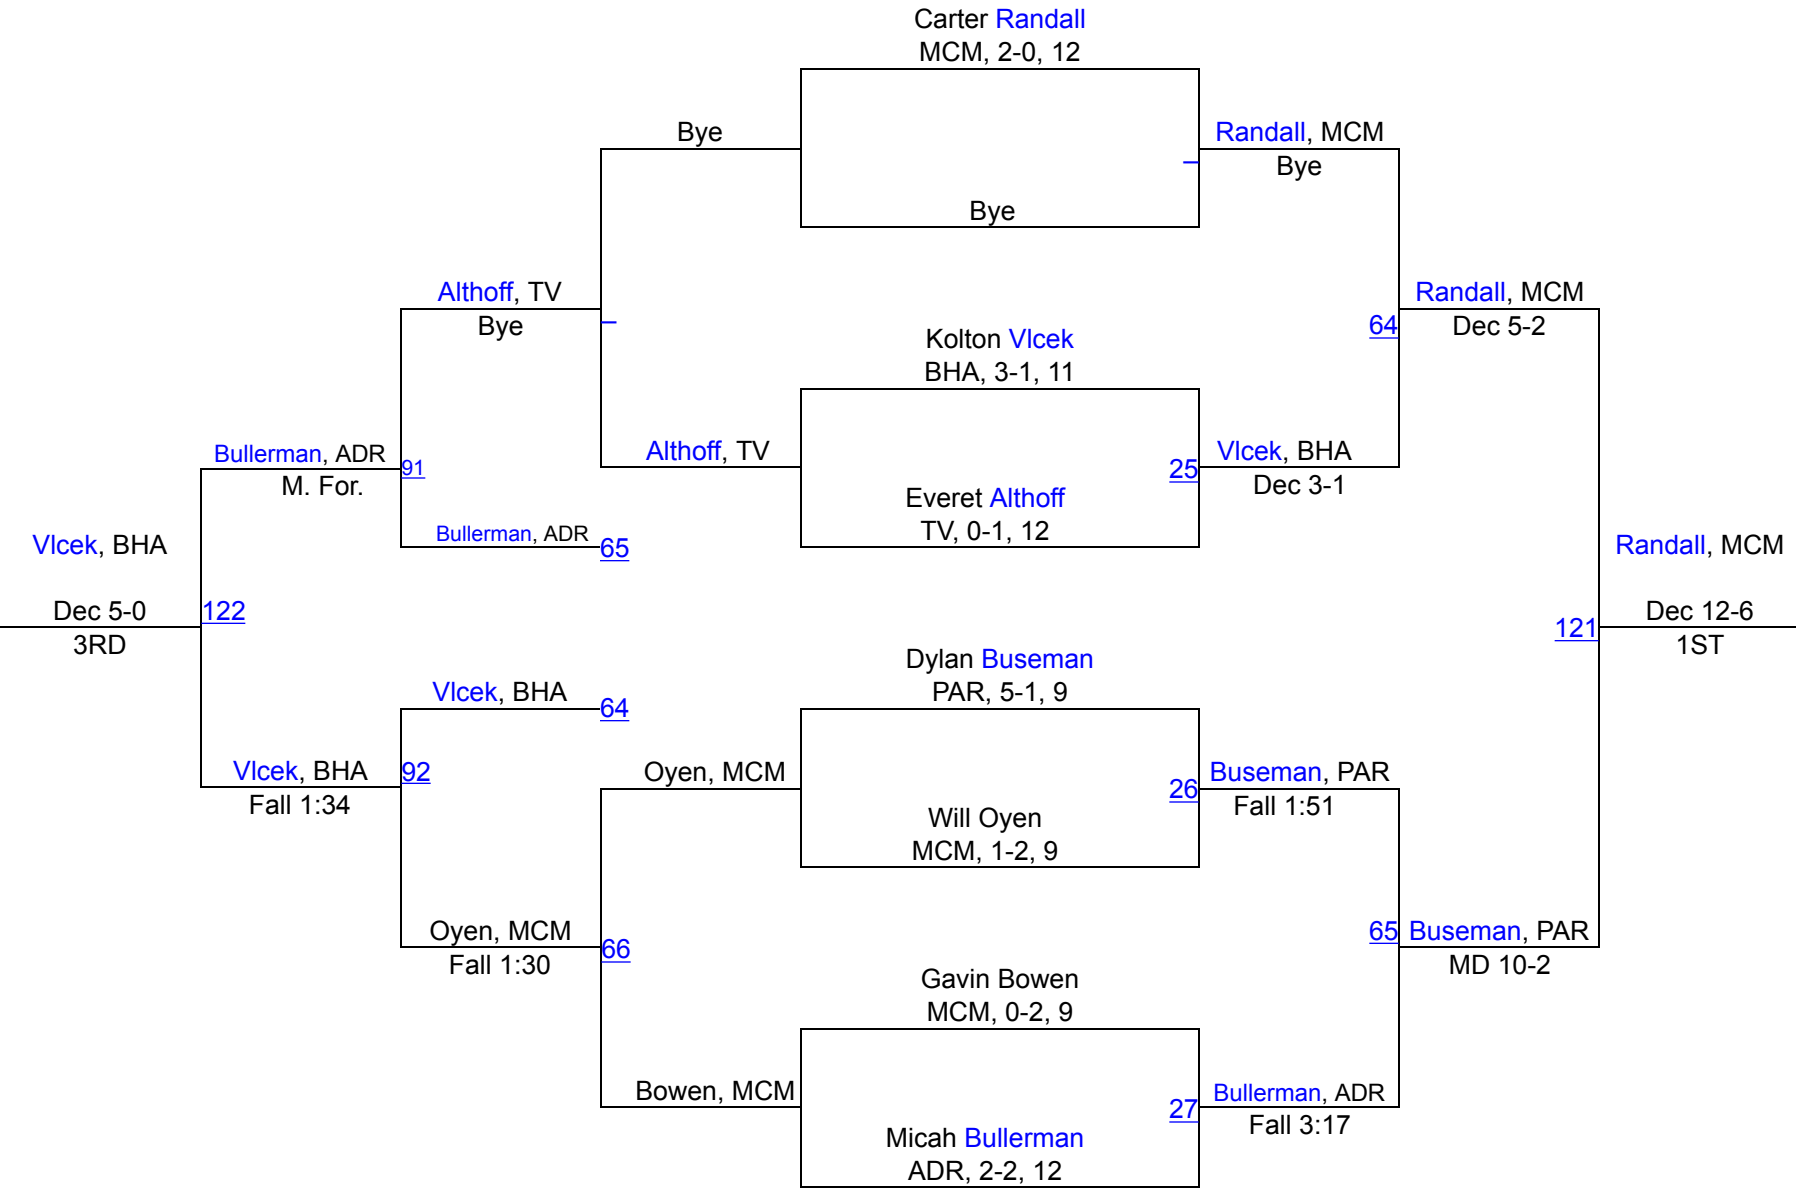 Carter Randall
MCM, 2-0, 12
Bye
Randall, MCM
Bye
Bye
Althoff, TV
Bye
Randall, MCM
Dec 5-2
64
Kolton Vlcek
BHA, 3-1, 11
Bullerman, ADR
M. For.
91
Althoff, TV
25
Vlcek, BHA
Dec 3-1
Everet Althoff
TV, 0-1, 12
Bullerman, ADR
65
Vlcek, BHA
Dec 5-0
3RD
122
Randall, MCM
Dec 12-6
1ST
121
Dylan Buseman
PAR, 5-1, 9
Vlcek, BHA
64
Vlcek, BHA
Fall 1:34
92
Oyen, MCM
26
Buseman, PAR
Fall 1:51
Will Oyen
MCM, 1-2, 9
Oyen, MCM
Fall 1:30
66
65
Buseman, PAR
MD 10-2
Gavin Bowen
MCM, 0-2, 9
Bowen, MCM
27
Bullerman, ADR
Fall 3:17
Micah Bullerman
ADR, 2-2, 12